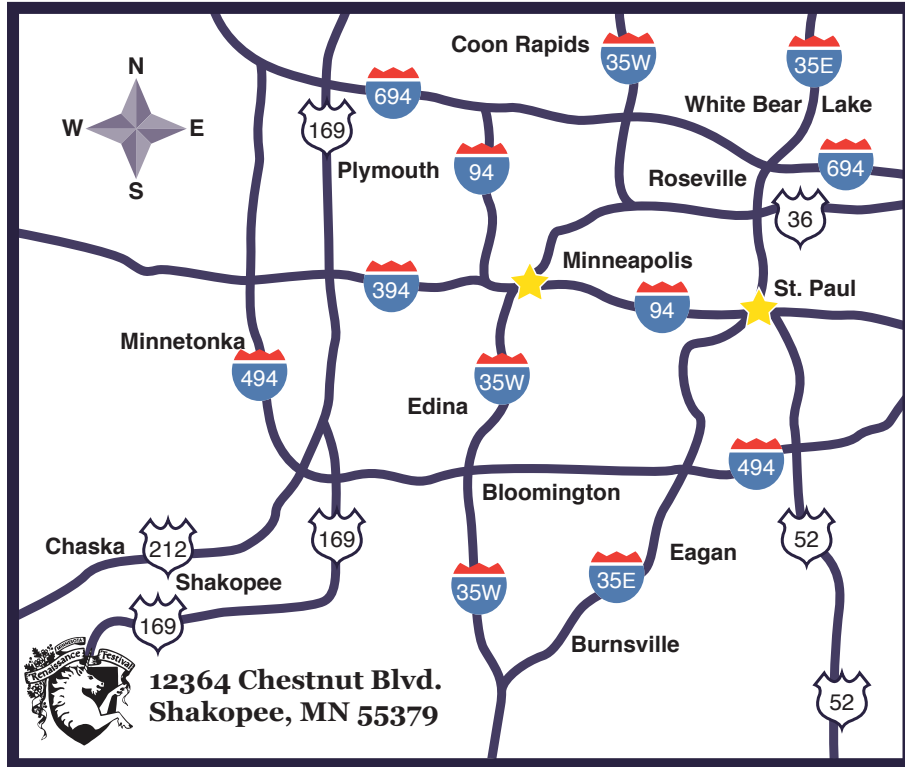 Coon Rapids
35W
35E
N
694
White Bear Lake
169
W
E
S
Plymouth
94
Roseville
694
36
Minneapolis
394
St. Paul
94
Minnetonka
494
35W
Edina
494
Bloomington
Chaska
212
169
52
Eagan
Shakopee
35E
35W
169
Burnsville
MINNESOTA
Renaissance
Festival
12364 Chestnut Blvd.
Shakopee, MN 55379
52